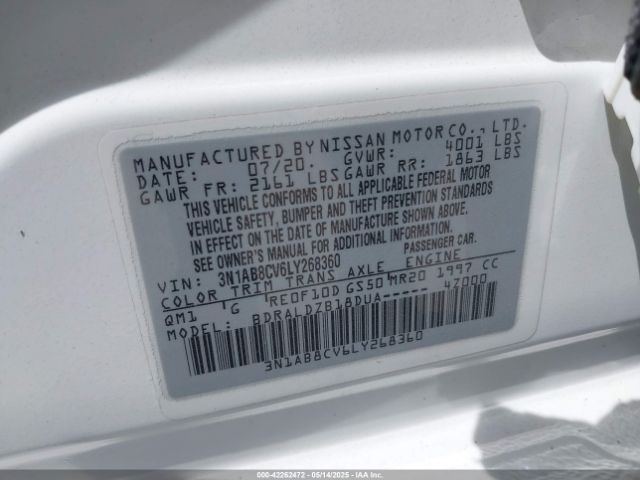 MANUFACTURED BY NISSAN MOTOR CO., LTD.
DATE: 07/20. GVWR: 4001 LBS
GAWR FR: 2161 LBS GAWR RR: 1863 LBS
THIS VEHICLE CONFORMS TO ALL APPLICABLE FEDERAL MOTOR
VEHICLE SAFETY, BUMPER AND THEFT PREVENTION STANDARDS
IN EFFECT ON THE DATE OF MANUFACTURE SHOWN ABOVE.
SEE OWNER'S MANUAL FOR ADDITIONAL INFORMATION.
VIN: 3N1AB8CV6LY268360 PASSENGER CAR.
COLOR TRIM TRANS AXLE ENGINE
QM1 G RE0F10D GS50 MR20 1997 CC
MODEL: BDRALDZB18DUA----- 4Z000
3N1AB8CV6LY268360
000-42262472 - 05/14/2025 - IAA Inc.